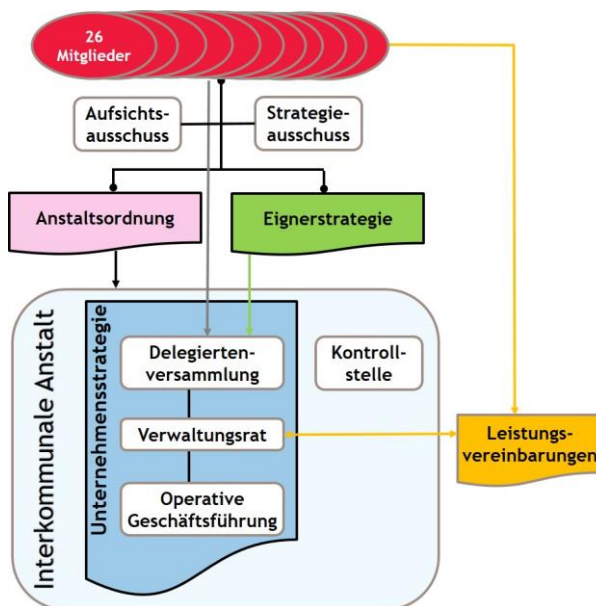 26
Mitglieder
Aufsichts-
ausschuss
Strategie-
ausschuss
Anstaltsordnung
Eignerstrategie
Interkommunale Anstalt
Unternehmensstrategie
Delegierten-
versammlung
Kontroll-
stelle
Verwaltungsrat
Leistungs-
vereinbarungen
Operative
Geschäftsführung